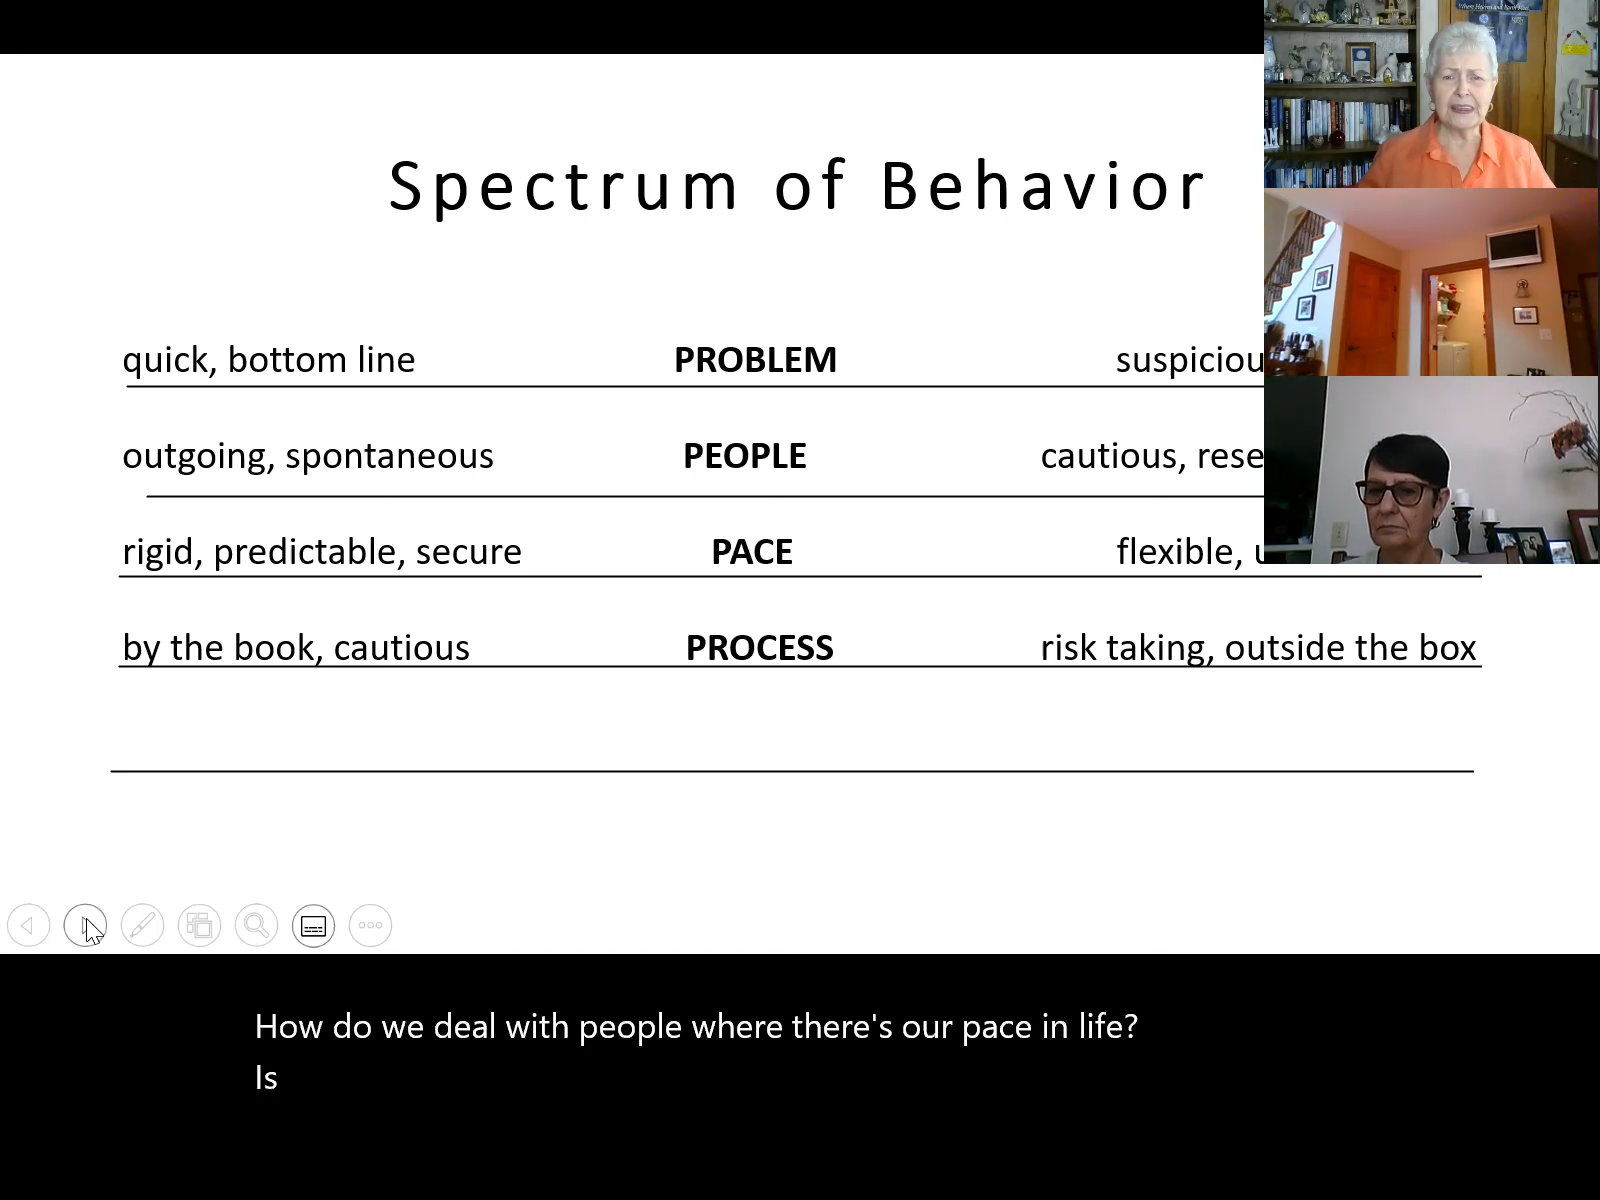 Spectrum of Behavior
quick, bottom line PROBLEM
outgoing, spontaneous PEOPLE cautious,
rigid, predictable, secure PACE flexible,
by the book, cautious PROCESS risk taking, outside the box
How do we deal with people where there's our pace in life?
Is